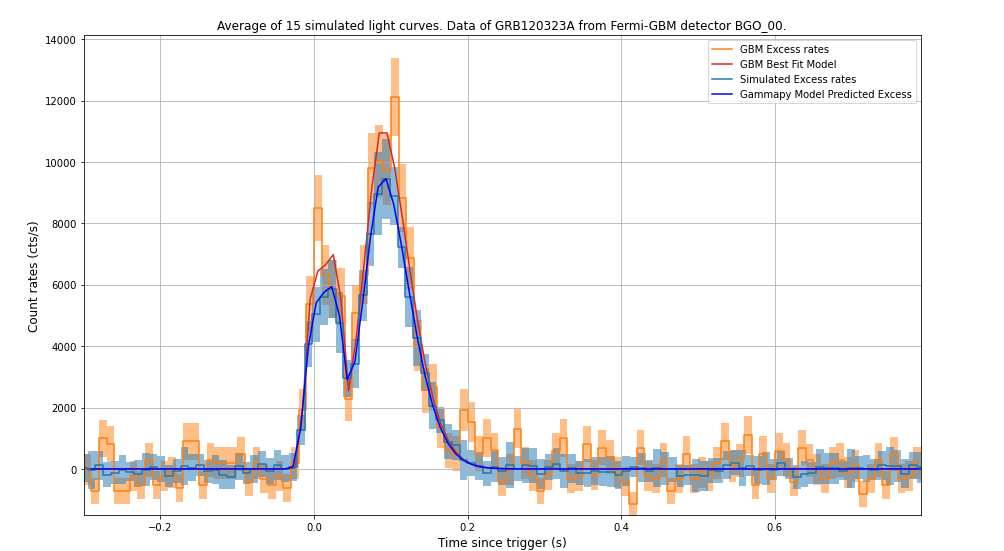 Average of 15 simulated light curves. Data of GRB120323A from Fermi-GBM detector BGO_00.
14000
12000
10000
8000
6000
4000
2000
0
Count rates (cts/s)
GBM Excess rates
GBM Best Fit Model
Simulated Excess rates
Gammapy Model Predicted Excess
−0.2
0.0
0.2
0.4
0.6
Time since trigger (s)